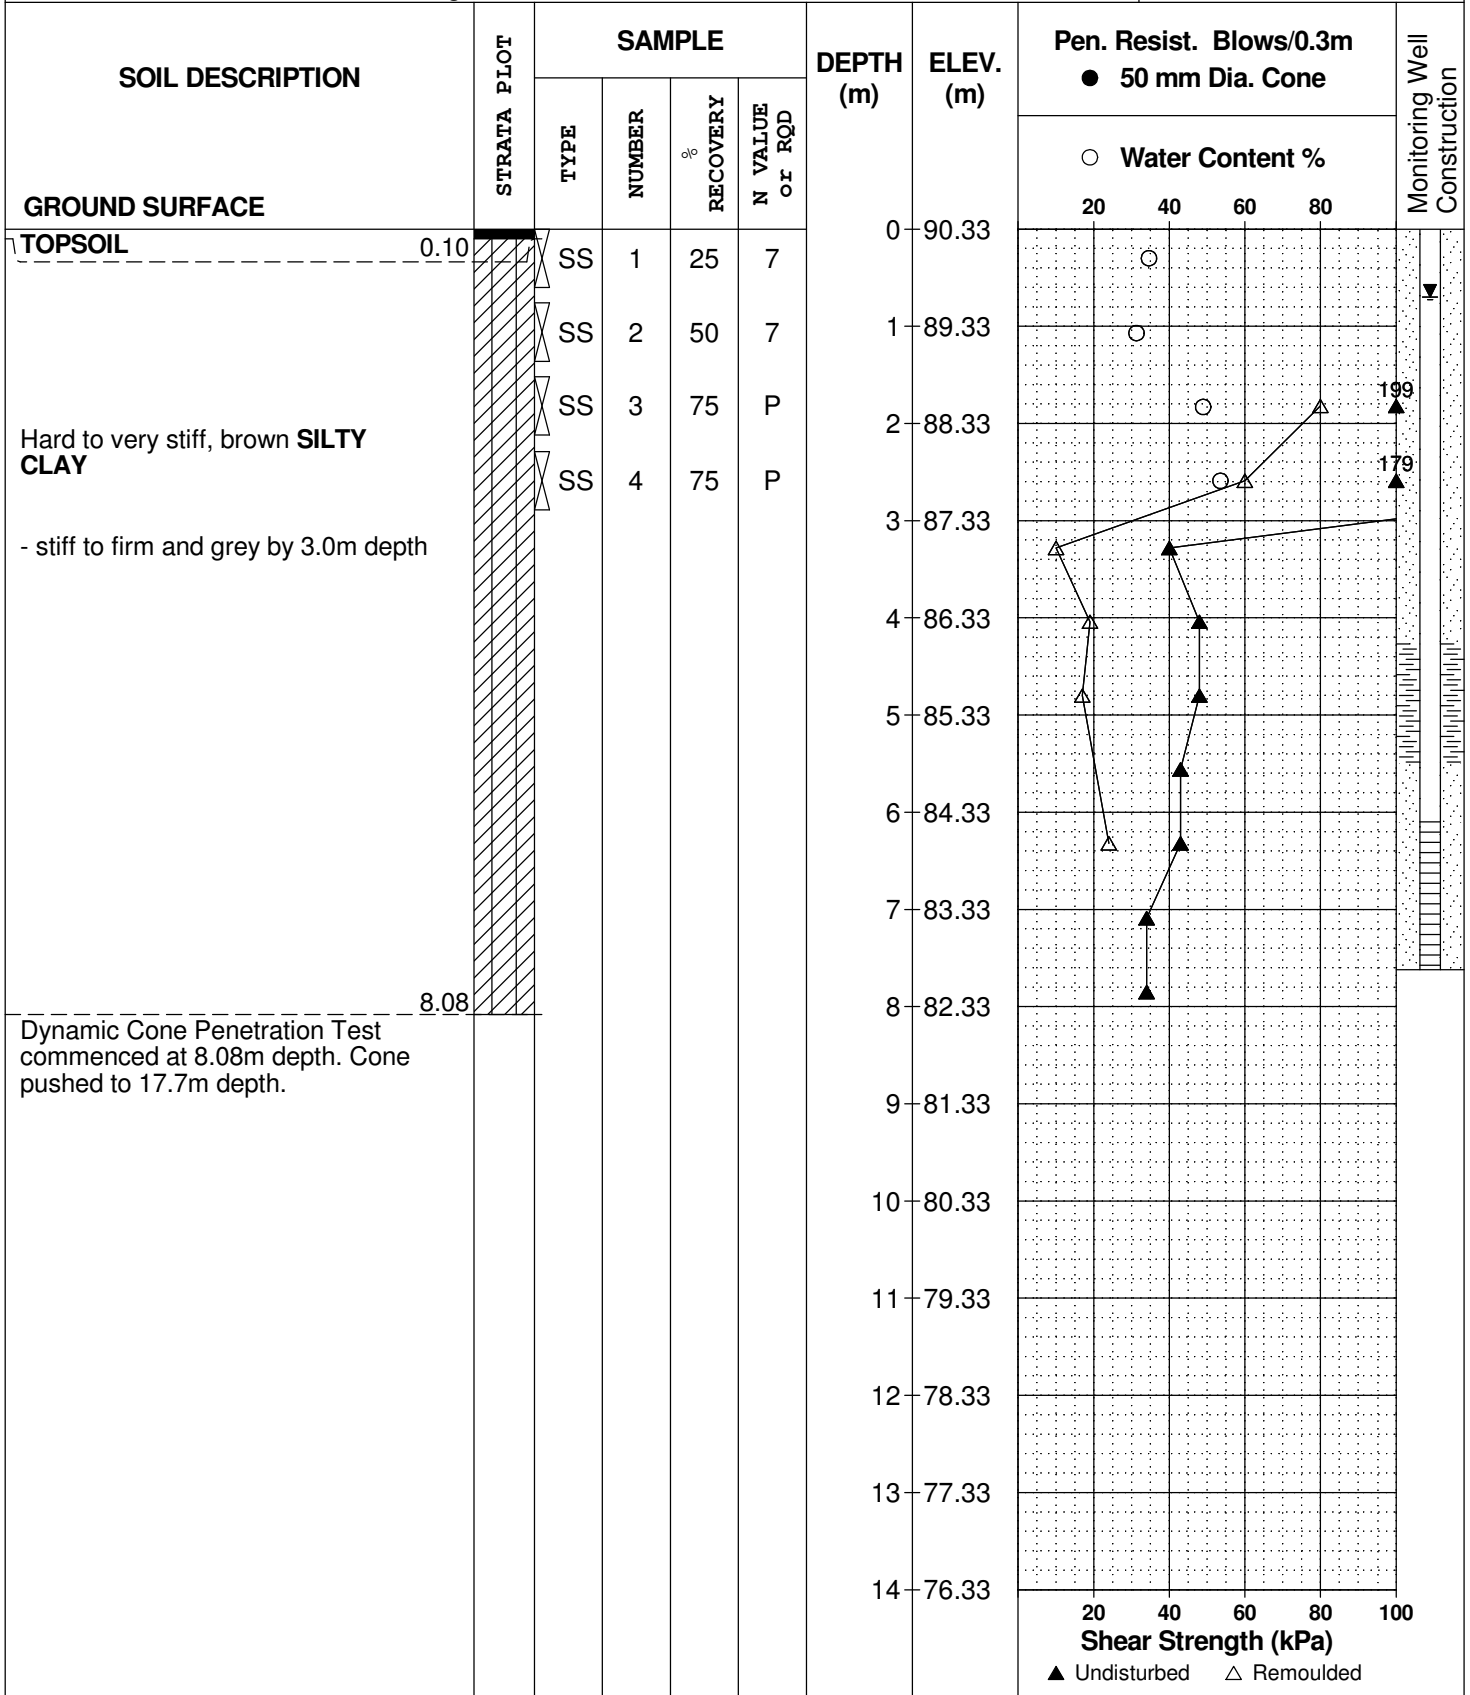 SOIL DESCRIPTION
GROUND SURFACE
STRATA PLOT
SAMPLE
TYPE
NUMBER
%
RECOVERY
N VALUE
or RQD
DEPTH
(m)
ELEV.
(m)
Pen. Resist. Blows/0.3m
● 50 mm Dia. Cone
○ Water Content %
20 40 60 80
Monitoring Well
Construction
TOPSOIL 0.10
SS 1 25 7
SS 2 50 7
SS 3 75 P
SS 4 75 P
Hard to very stiff, brown SILTY
CLAY
- stiff to firm and grey by 3.0m depth
8.08
Dynamic Cone Penetration Test
commenced at 8.08m depth. Cone
pushed to 17.7m depth.
0 90.33
1 89.33
2 88.33
3 87.33
4 86.33
5 85.33
6 84.33
7 83.33
8 82.33
9 81.33
10 80.33
11 79.33
12 78.33
13 77.33
14 76.33
199
179
20 40 60 80 100
Shear Strength (kPa)
▲ Undisturbed △ Remoulded